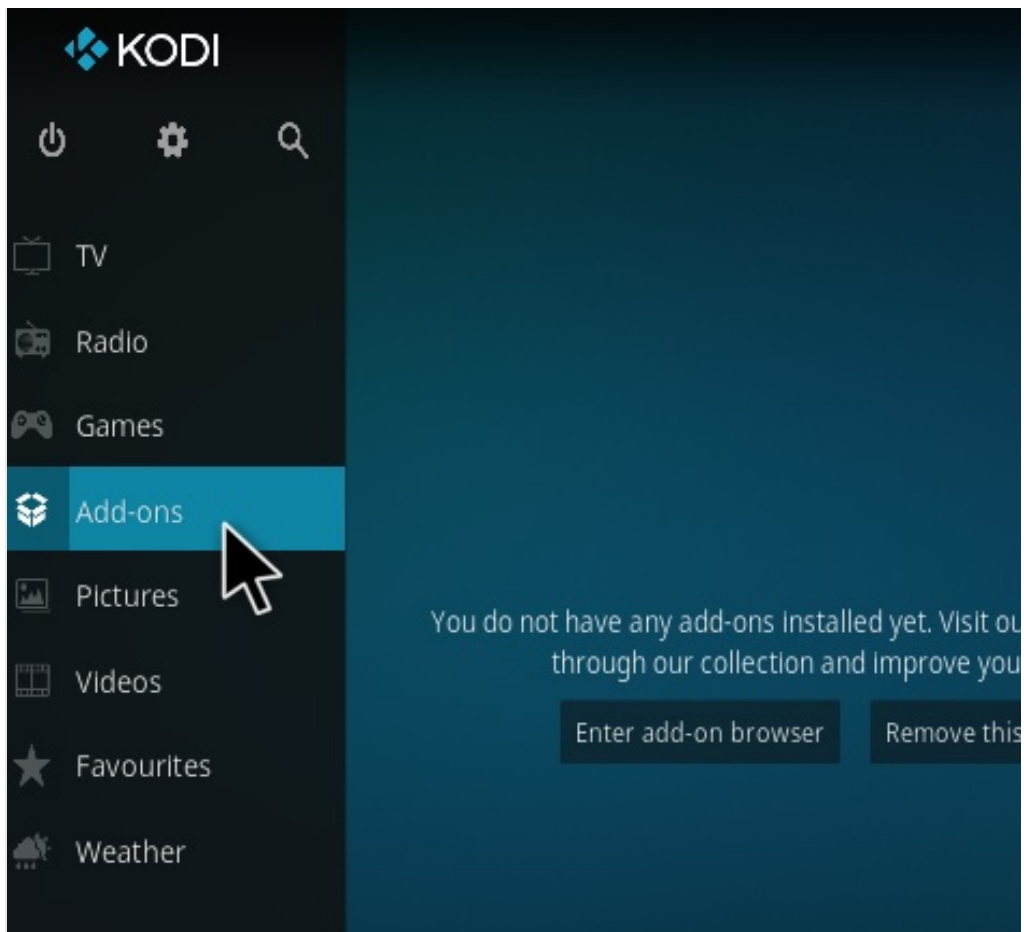 KODI
TV
Radio
Games
Add-ons
Pictures
Videos
Favourites
Weather
You do not have any add-ons installed yet. Visit ou
through our collection and improve you
Enter add-on browser
Remove this